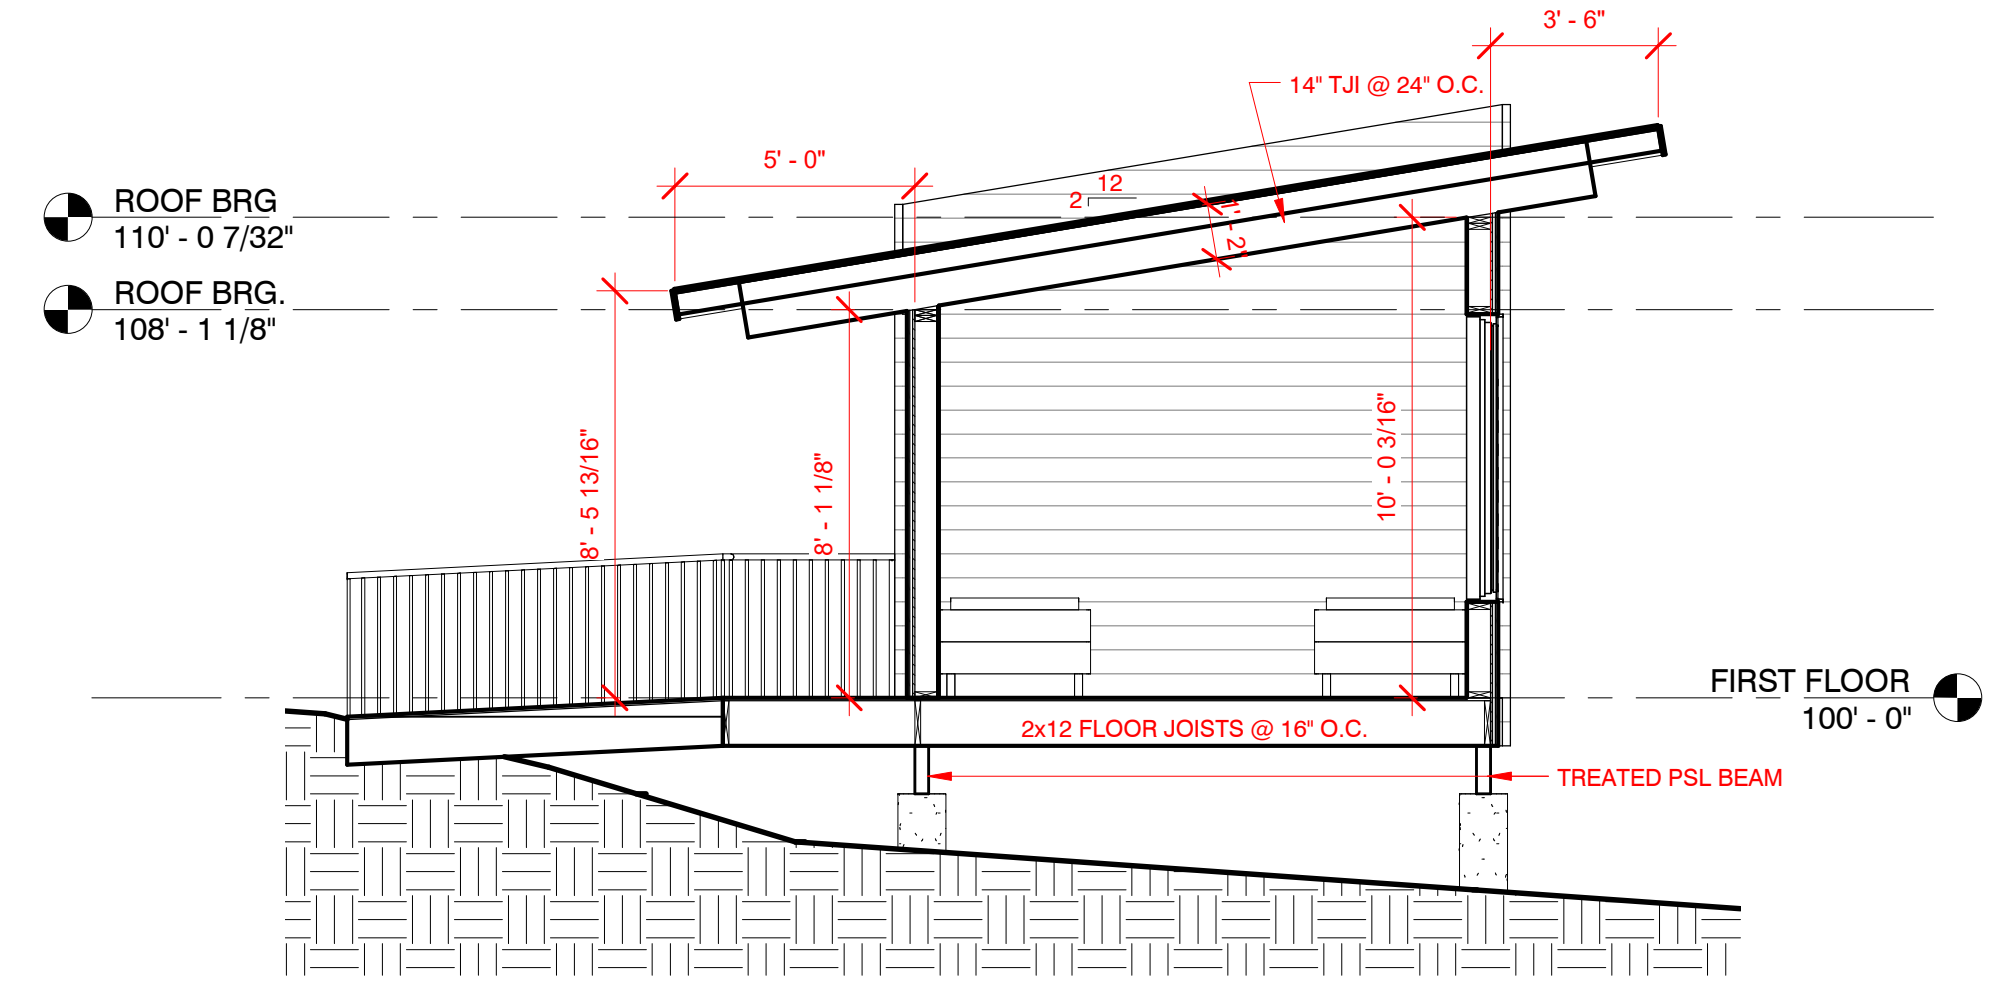 3' - 6"
14" TJI @ 24" O.C.
5' - 0"
12
2
1' - 2"
ROOF BRG
110' - 0 7/32"
ROOF BRG.
108' - 1 1/8"
8' - 5 13/16"
8' - 1 1/8"
10' - 0 3/16"
FIRST FLOOR
100' - 0"
2x12 FLOOR JOISTS @ 16" O.C.
TREATED PSL BEAM